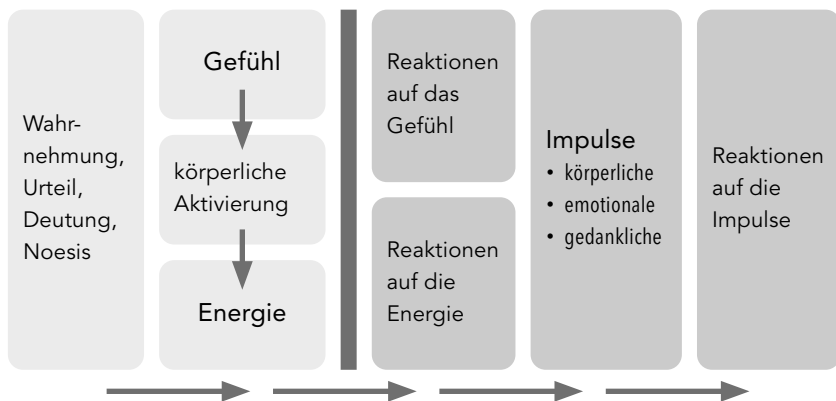 Wahr-
nehmung,
Urteil,
Deutung,
Noesis
Gefühl
körperliche
Aktivierung
Energie
Reaktionen
auf das
Gefühl
Reaktionen
auf die
Energie
Impulse
• körperliche
• emotionale
• gedankliche
Reaktionen
auf die
Impulse